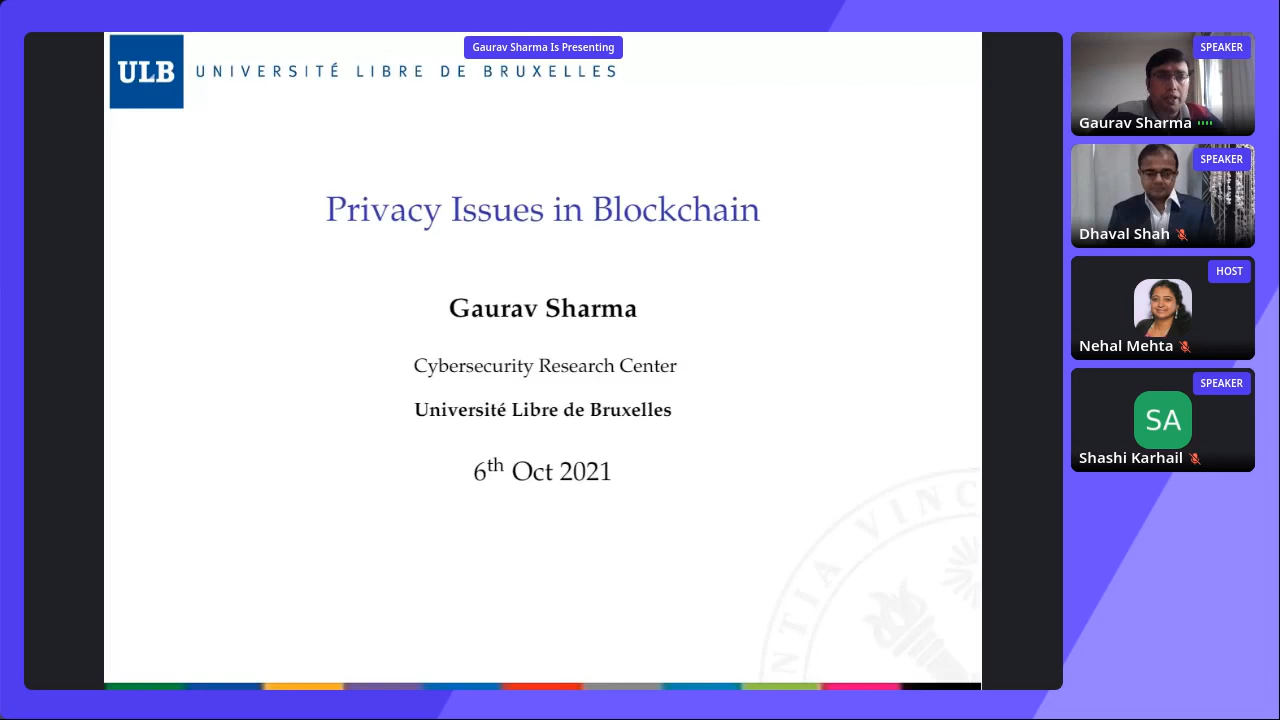 Gaurav Sharma Is Presenting
ULB UNIVERSITÉ LIBRE DE BRUXELLES
Privacy Issues in Blockchain
Gaurav Sharma
Cybersecurity Research Center
Université Libre de Bruxelles
6th Oct 2021
NTIA VINC
SPEAKER
Gaurav Sharma
SPEAKER
Dhaval Shah
HOST
Nehal Mehta
SPEAKER
SA
Shashi Karhail